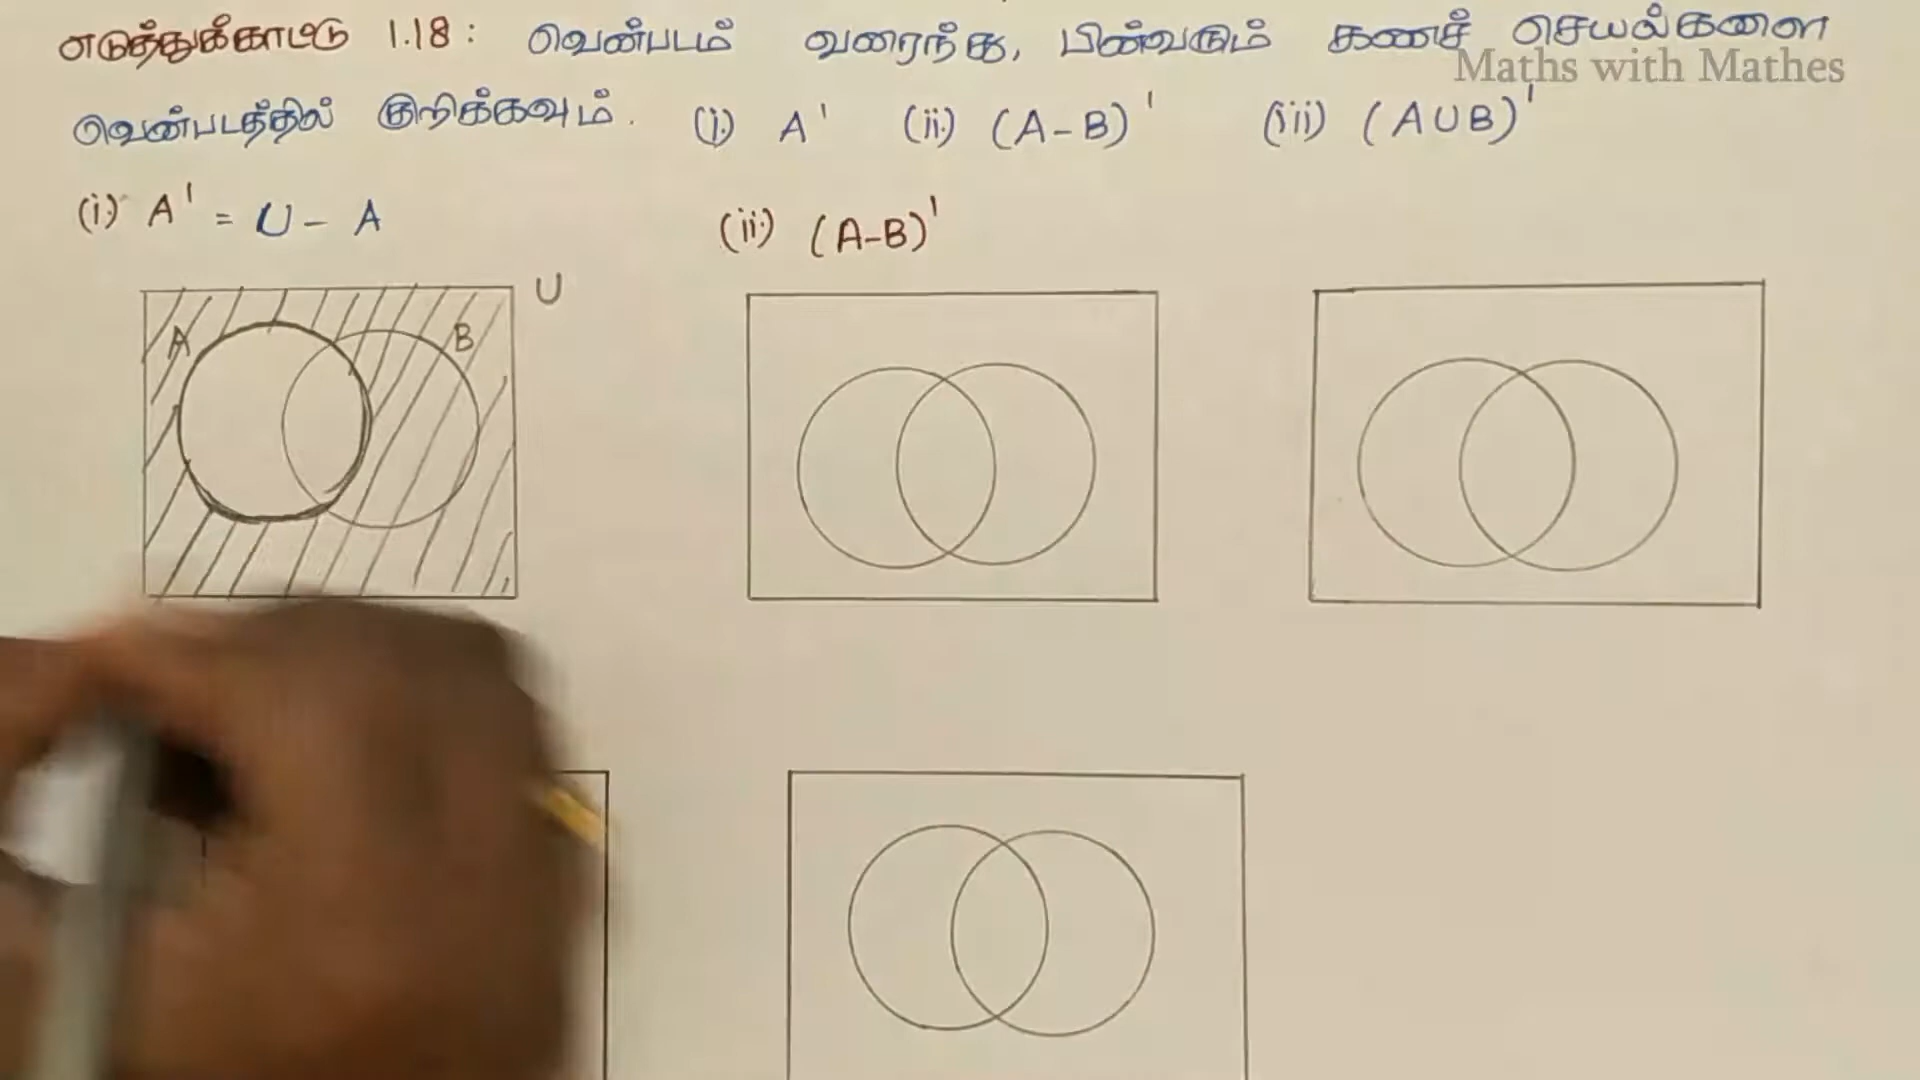 எடுத்துக்காட்டு 1.18 : வென்படம் வரைந்து, பின்வரும் கணச் செயல்களை
Maths with Mathes
வென்படத்தில் குறிக்கவும். (i) A' (ii) (A-B)' (iii) (A∪B)'
(i) A' = U - A
(ii) (A-B)'
U
A
B